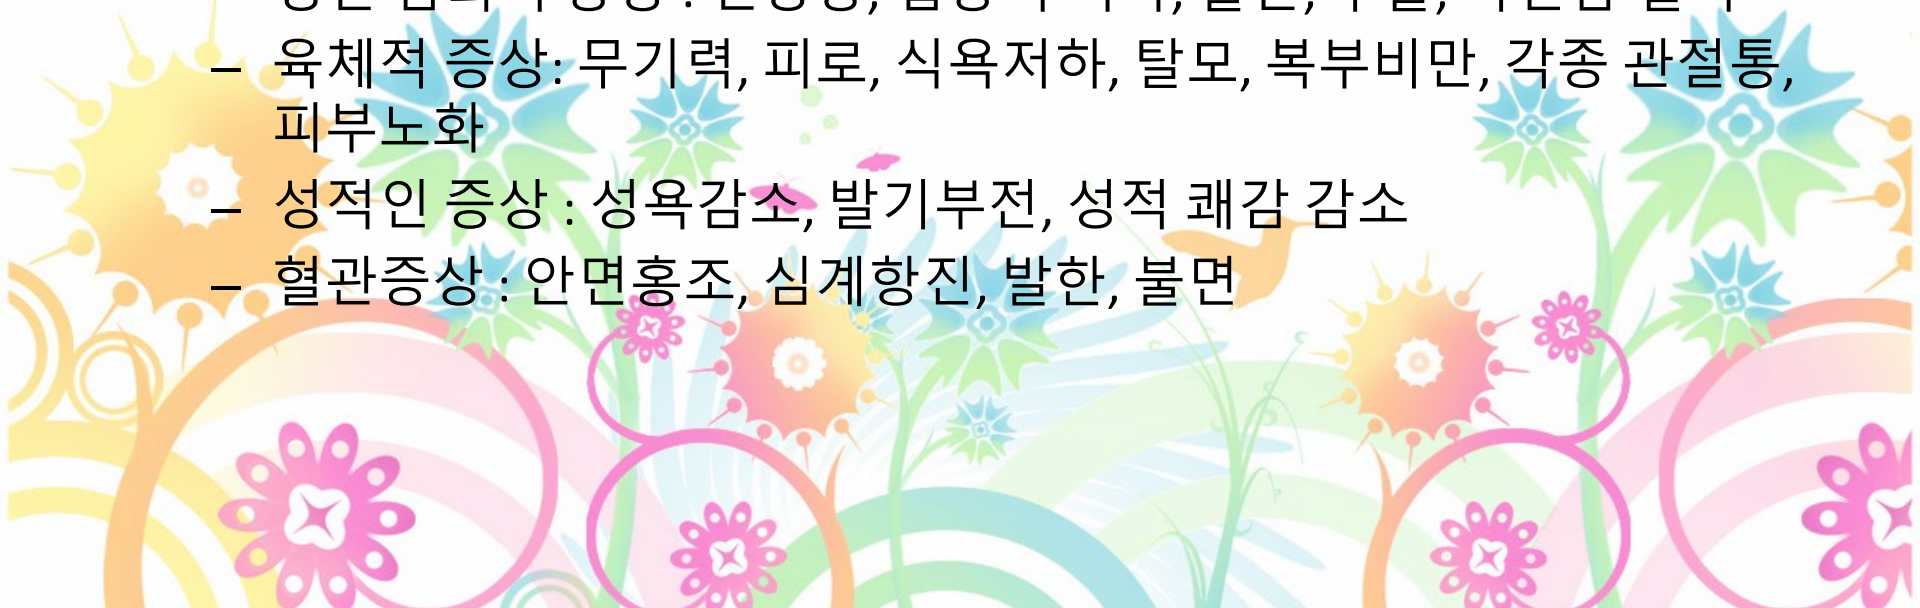 – 육체적 증상: 무기력, 피로, 식욕저하, 탈모, 복부비만, 각종 관절통,
피부노화
– 성적인 증상 : 성욕감소, 발기부전, 성적 쾌감 감소
– 혈관증상 : 안면홍조, 심계항진, 발한, 불면